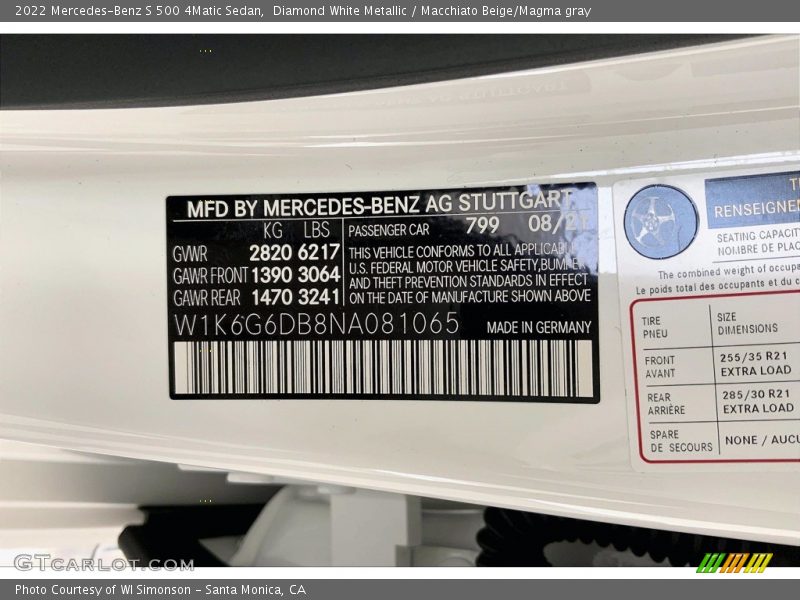 2022 Mercedes-Benz S 500 4Matic Sedan,  Diamond White Metallic / Macchiato Beige/Magma gray
MFD BY MERCEDES-BENZ AG STUTTGART
KG LBS
GVWR 2820 6217
GAWR FRONT 1390 3064
GAWR REAR 1470 3241
PASSENGER CAR 799 08/21
THIS VEHICLE CONFORMS TO ALL APPLICABLE
U.S. FEDERAL MOTOR VEHICLE SAFETY, BUMPER
AND THEFT PREVENTION STANDARDS IN EFFECT
ON THE DATE OF MANUFACTURE SHOWN ABOVE
W1K6G6DB8NA081065 MADE IN GERMANY
RENSEIGNEM
SEATING CAPACITY
NOMBRE DE PLAC
The combined weight of occupa
Le poids total des occupants et du c
TIRE
PNEU
SIZE
DIMENSIONS
FRONT
AVANT
255/35 R21
EXTRA LOAD
REAR
ARRIÈRE
285/30 R21
EXTRA LOAD
SPARE
DE SECOURS
NONE / AUCU
GTCARLOT.COM
Photo Courtesy of WI Simonson - Santa Monica, CA